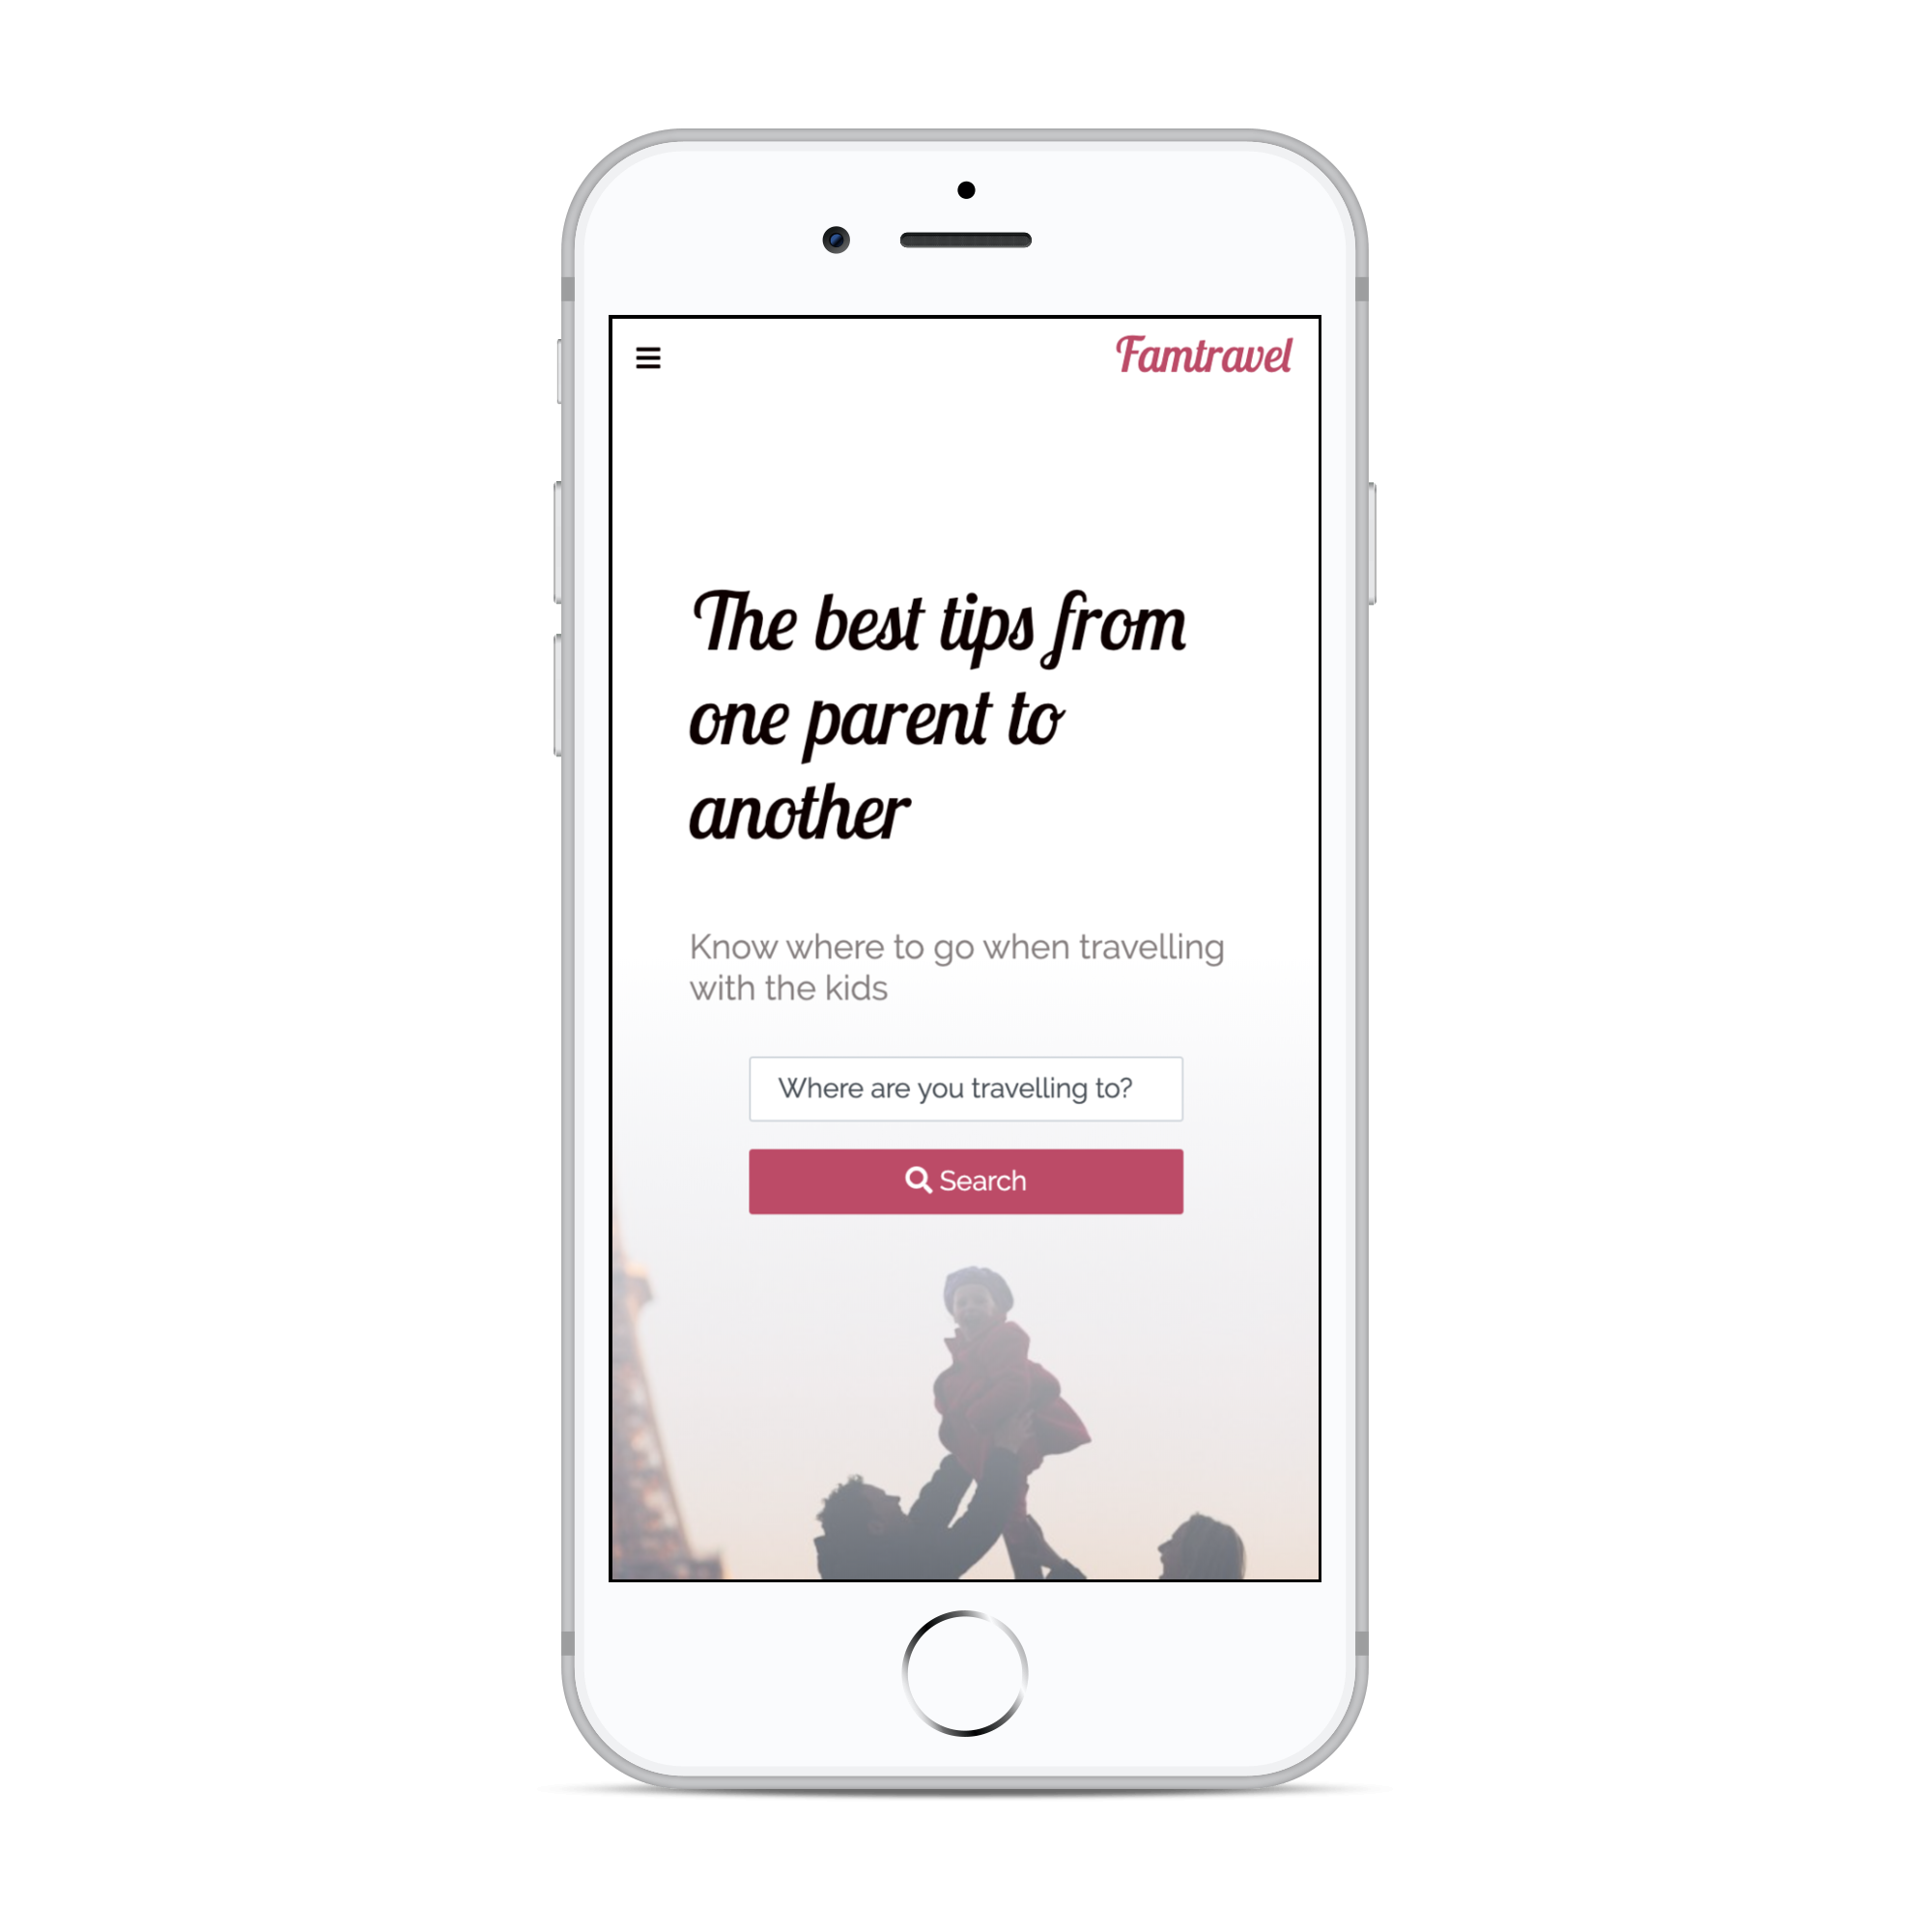 Famtravel
The best tips from
one parent to
another
Know where to go when travelling
with the kids
Where are you travelling to?
Search